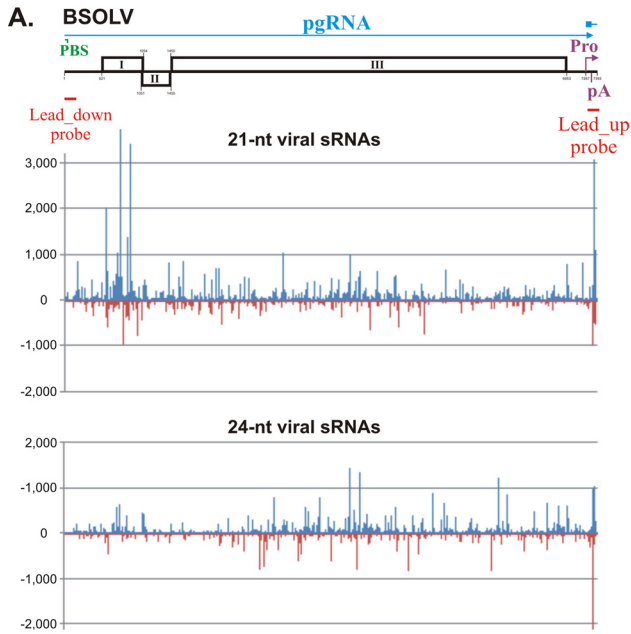 A. BSOLV
pgRNA
PBS
Pro
I
II
III
pA
Lead_down
probe
Lead_up
probe
21-nt viral sRNAs
3,000
2,000
1,000
0
-1,000
-2,000
24-nt viral sRNAs
2,000
-1,000
0
-1,000
-2,000